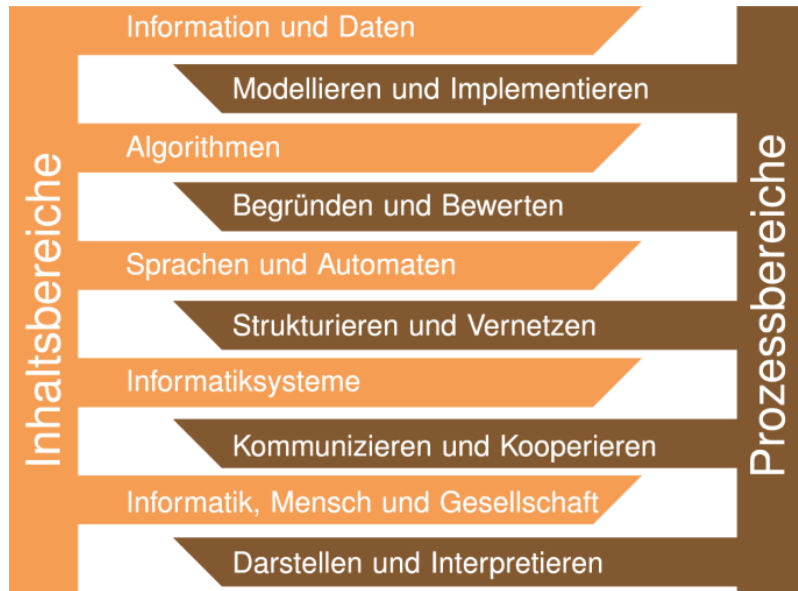 Inhaltsbereiche
Information und Daten
Modellieren und Implementieren
Algorithmen
Begründen und Bewerten
Sprachen und Automaten
Strukturieren und Vernetzen
Informatiksysteme
Kommunizieren und Kooperieren
Informatik, Mensch und Gesellschaft
Darstellen und Interpretieren
Prozessbereiche